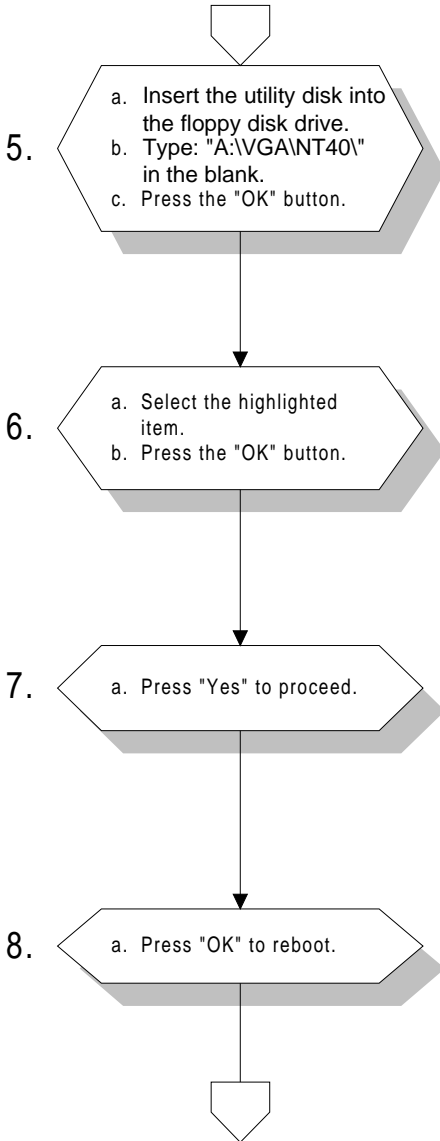 5.
a. Insert the utility disk into
the floppy disk drive.
b. Type: "A:\VGA\NT40\"
in the blank.
c. Press the "OK" button.
6.
a. Select the highlighted
item.
b. Press the "OK" button.
7.
a. Press "Yes" to proceed.
8.
a. Press "OK" to reboot.